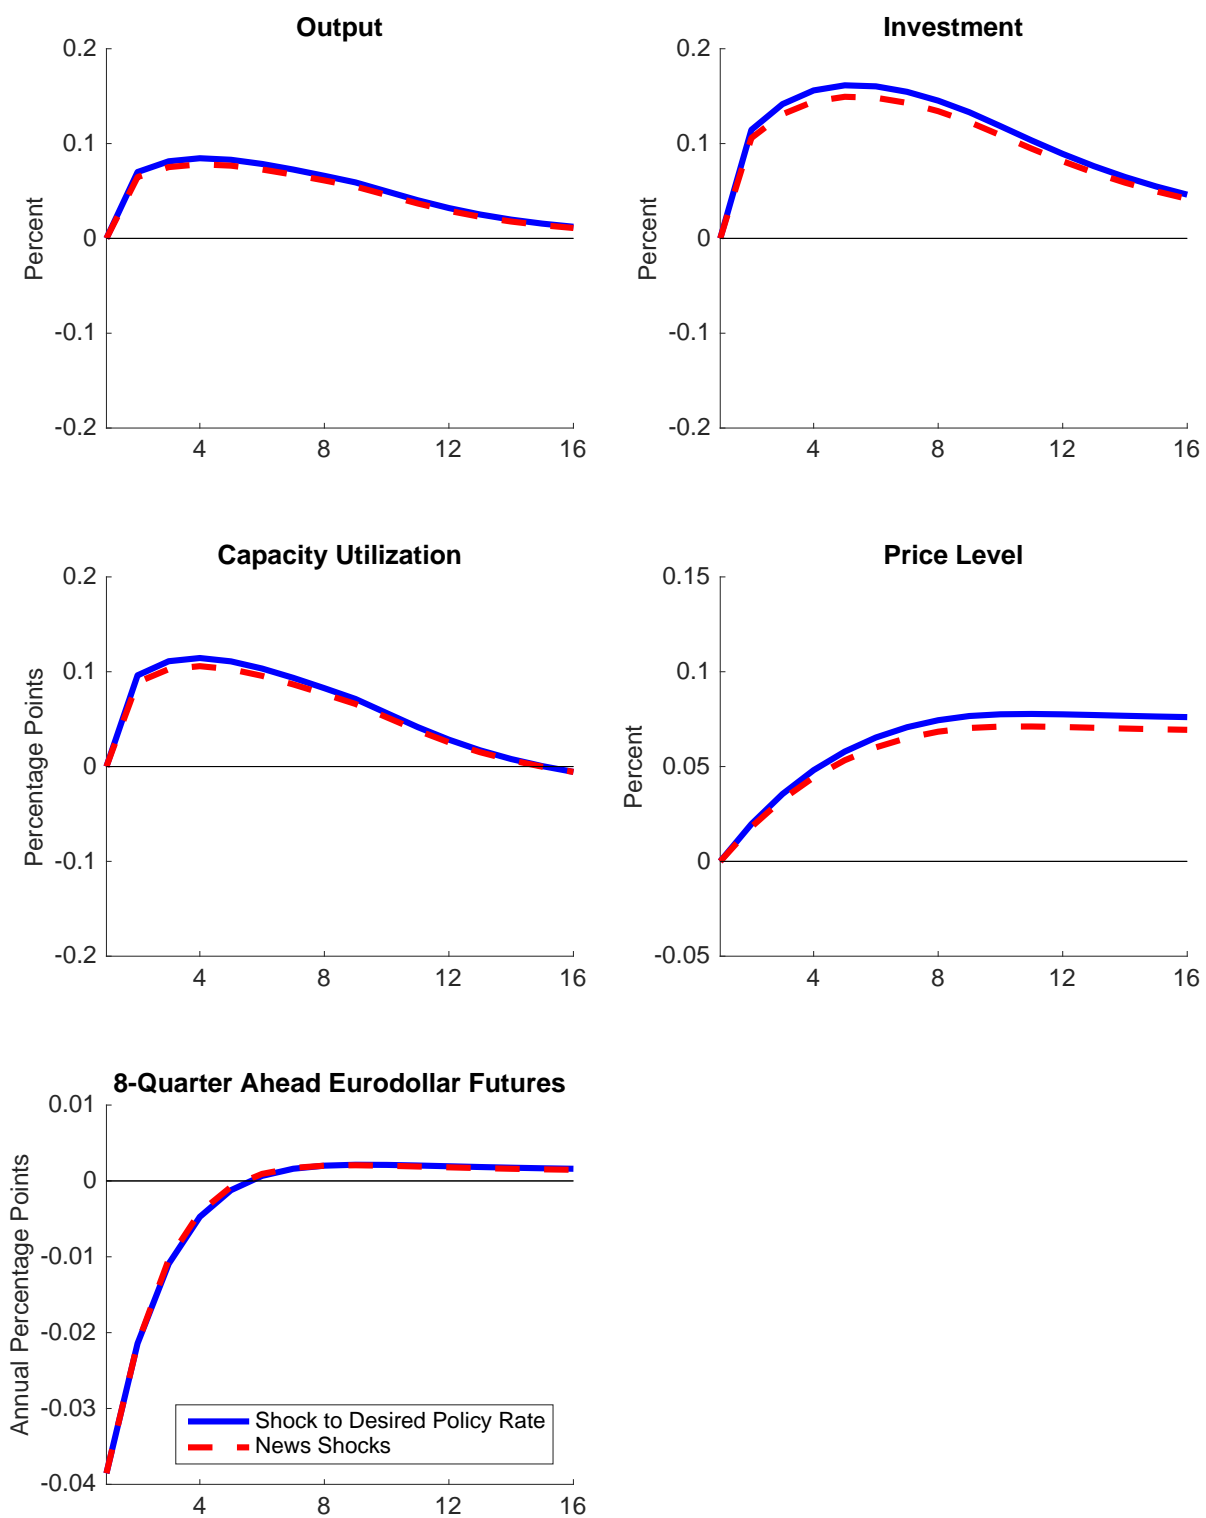 Output
Percent
0.2
0.1
0
-0.1
-0.2
4 8 12 16
Investment
Percent
0.2
0.1
0
-0.1
-0.2
4 8 12 16
Capacity Utilization
Percentage Points
0.2
0.1
0
-0.1
-0.2
4 8 12 16
Price Level
Percent
0.15
0.1
0.05
0
-0.05
4 8 12 16
8-Quarter Ahead Eurodollar Futures
Annual Percentage Points
0.01
0
-0.01
-0.02
-0.03
-0.04
4 8 12 16
Shock to Desired Policy Rate
News Shocks